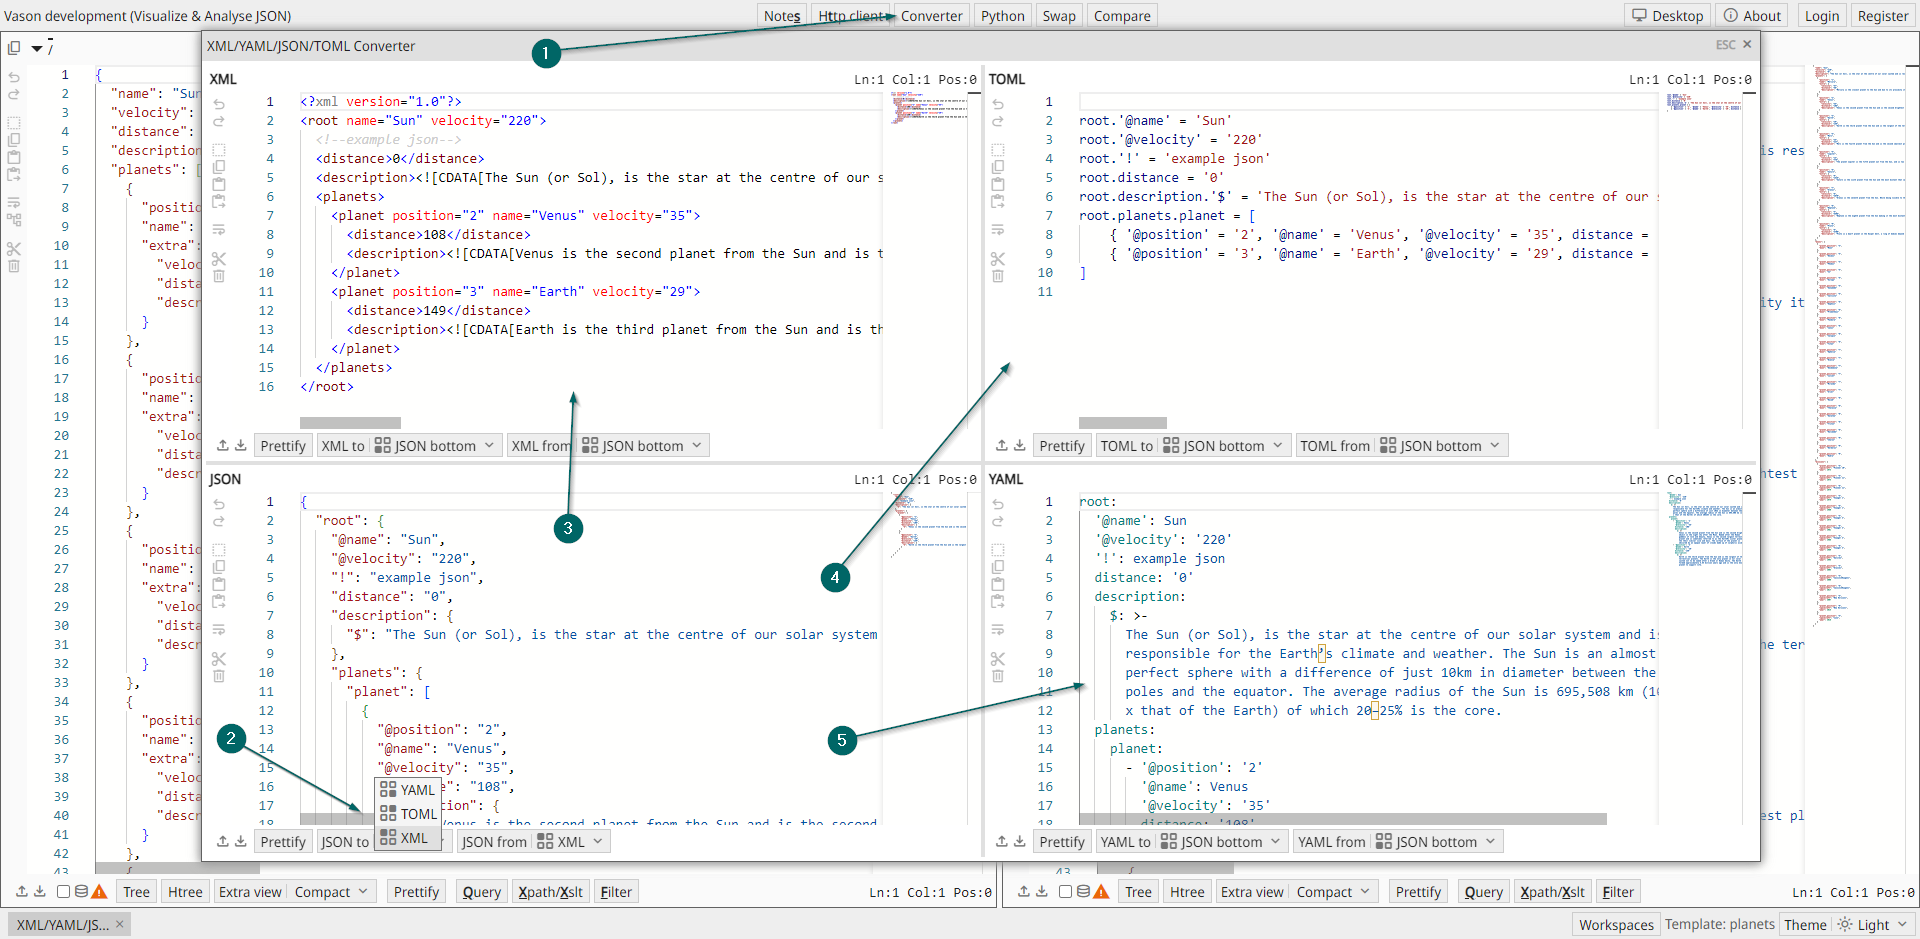 Vason development (Visualize & Analyse JSON)
Notes Http client Converter Python Swap Compare
Desktop About Login Register
/
XML/YAML/JSON/TOML Converter
ESC ×
1
XML Ln:1 Col:1 Pos:0
1 <?xml version="1.0"?>
2 <root name="Sun" velocity="220">
3 <!--example json-->
4 <distance>0</distance>
5 <description><![CDATA[The Sun (or Sol), is the star at the centre of our s
6 <planets>
7 <planet position="2" name="Venus" velocity="35">
8 <distance>108</distance>
9 <description><![CDATA[Venus is the second planet from the Sun and is t
10 </planet>
11 <planet position="3" name="Earth" velocity="29">
12 <distance>149</distance>
13 <description><![CDATA[Earth is the third planet from the Sun and is th
14 </planet>
15 </planets>
16 </root>
Prettify XML to JSON bottom XML from JSON bottom
TOML Ln:1 Col:1 Pos:0
1
2 root.'@name' = 'Sun'
3 root.'@velocity' = '220'
4 root.'!' = 'example json'
5 root.distance = '0'
6 root.description.'$' = 'The Sun (or Sol), is the star at the centre of our s
7 root.planets.planet = [
8 { '@position' = '2', '@name' = 'Venus', '@velocity' = '35', distance =
9 { '@position' = '3', '@name' = 'Earth', '@velocity' = '29', distance =
10 ]
11
Prettify TOML to JSON bottom TOML from JSON bottom
JSON Ln:1 Col:1 Pos:0
1 {
2 "root": {
3 "@name": "Sun",
4 "@velocity": "220",
5 "!": "example json",
6 "distance": "0",
7 "description": {
8 "$": "The Sun (or Sol), is the star at the centre of our solar system
9 },
10 "planets": {
11 "planet": [
12 {
13 "@position": "2",
14 "@name": "Venus",
15 "@velocity": "35",
16 e": "108",
17 tion": {
18 enus is the second planet from the Sun and is the second
YAML
TOML
XML
Prettify JSON to JSON from XML
YAML Ln:1 Col:1 Pos:0
1 root:
2 '@name': Sun
3 '@velocity': '220'
4 '!': example json
5 distance: '0'
6 description:
7 $: >-
8 The Sun (or Sol), is the star at the centre of our solar system and is
9 responsible for the Earth’s climate and weather. The Sun is an almost
10 perfect sphere with a difference of just 10km in diameter between the
11 poles and the equator. The average radius of the Sun is 695,508 km (10
12 x that of the Earth) of which 20–25% is the core.
13 planets:
14 planet:
15 - '@position': '2'
16 '@name': Venus
17 '@velocity': '35'
18 distance: '108'
Prettify YAML to JSON bottom YAML from JSON bottom
2
3
4
5
1 {
2 "name": "Sun
3 "velocity":
4 "distance":
5 "description
6 "planets": [
7 {
8 "positio
9 "name":
10 "extra":
11 "veloc
12 "dista
13 "descr
14 }
15 },
16 {
17 "positio
18 "name":
19 "extra":
20 "veloc
21 "dista
22 "descr
23 }
24 },
25 {
26 "positio
27 "name":
28 "extra":
29 "veloc
30 "dista
31 "descr
32 }
33 },
34 {
35 "positio
36 "name":
37 "extra":
38 "veloc
39 "dista
40 "descr
41 }
42 },
43 {
is res
ity it
ntest
he ter
est pl
43 {
Tree Htree Extra view Compact Prettify Query Xpath/Xslt Filter Ln:1 Col:1 Pos:0
Tree Htree Extra view Compact Prettify Query Xpath/Xslt Filter Ln:1 Col:1 Pos:0
XML/YAML/JS... ×
Workspaces Template: planets Theme Light